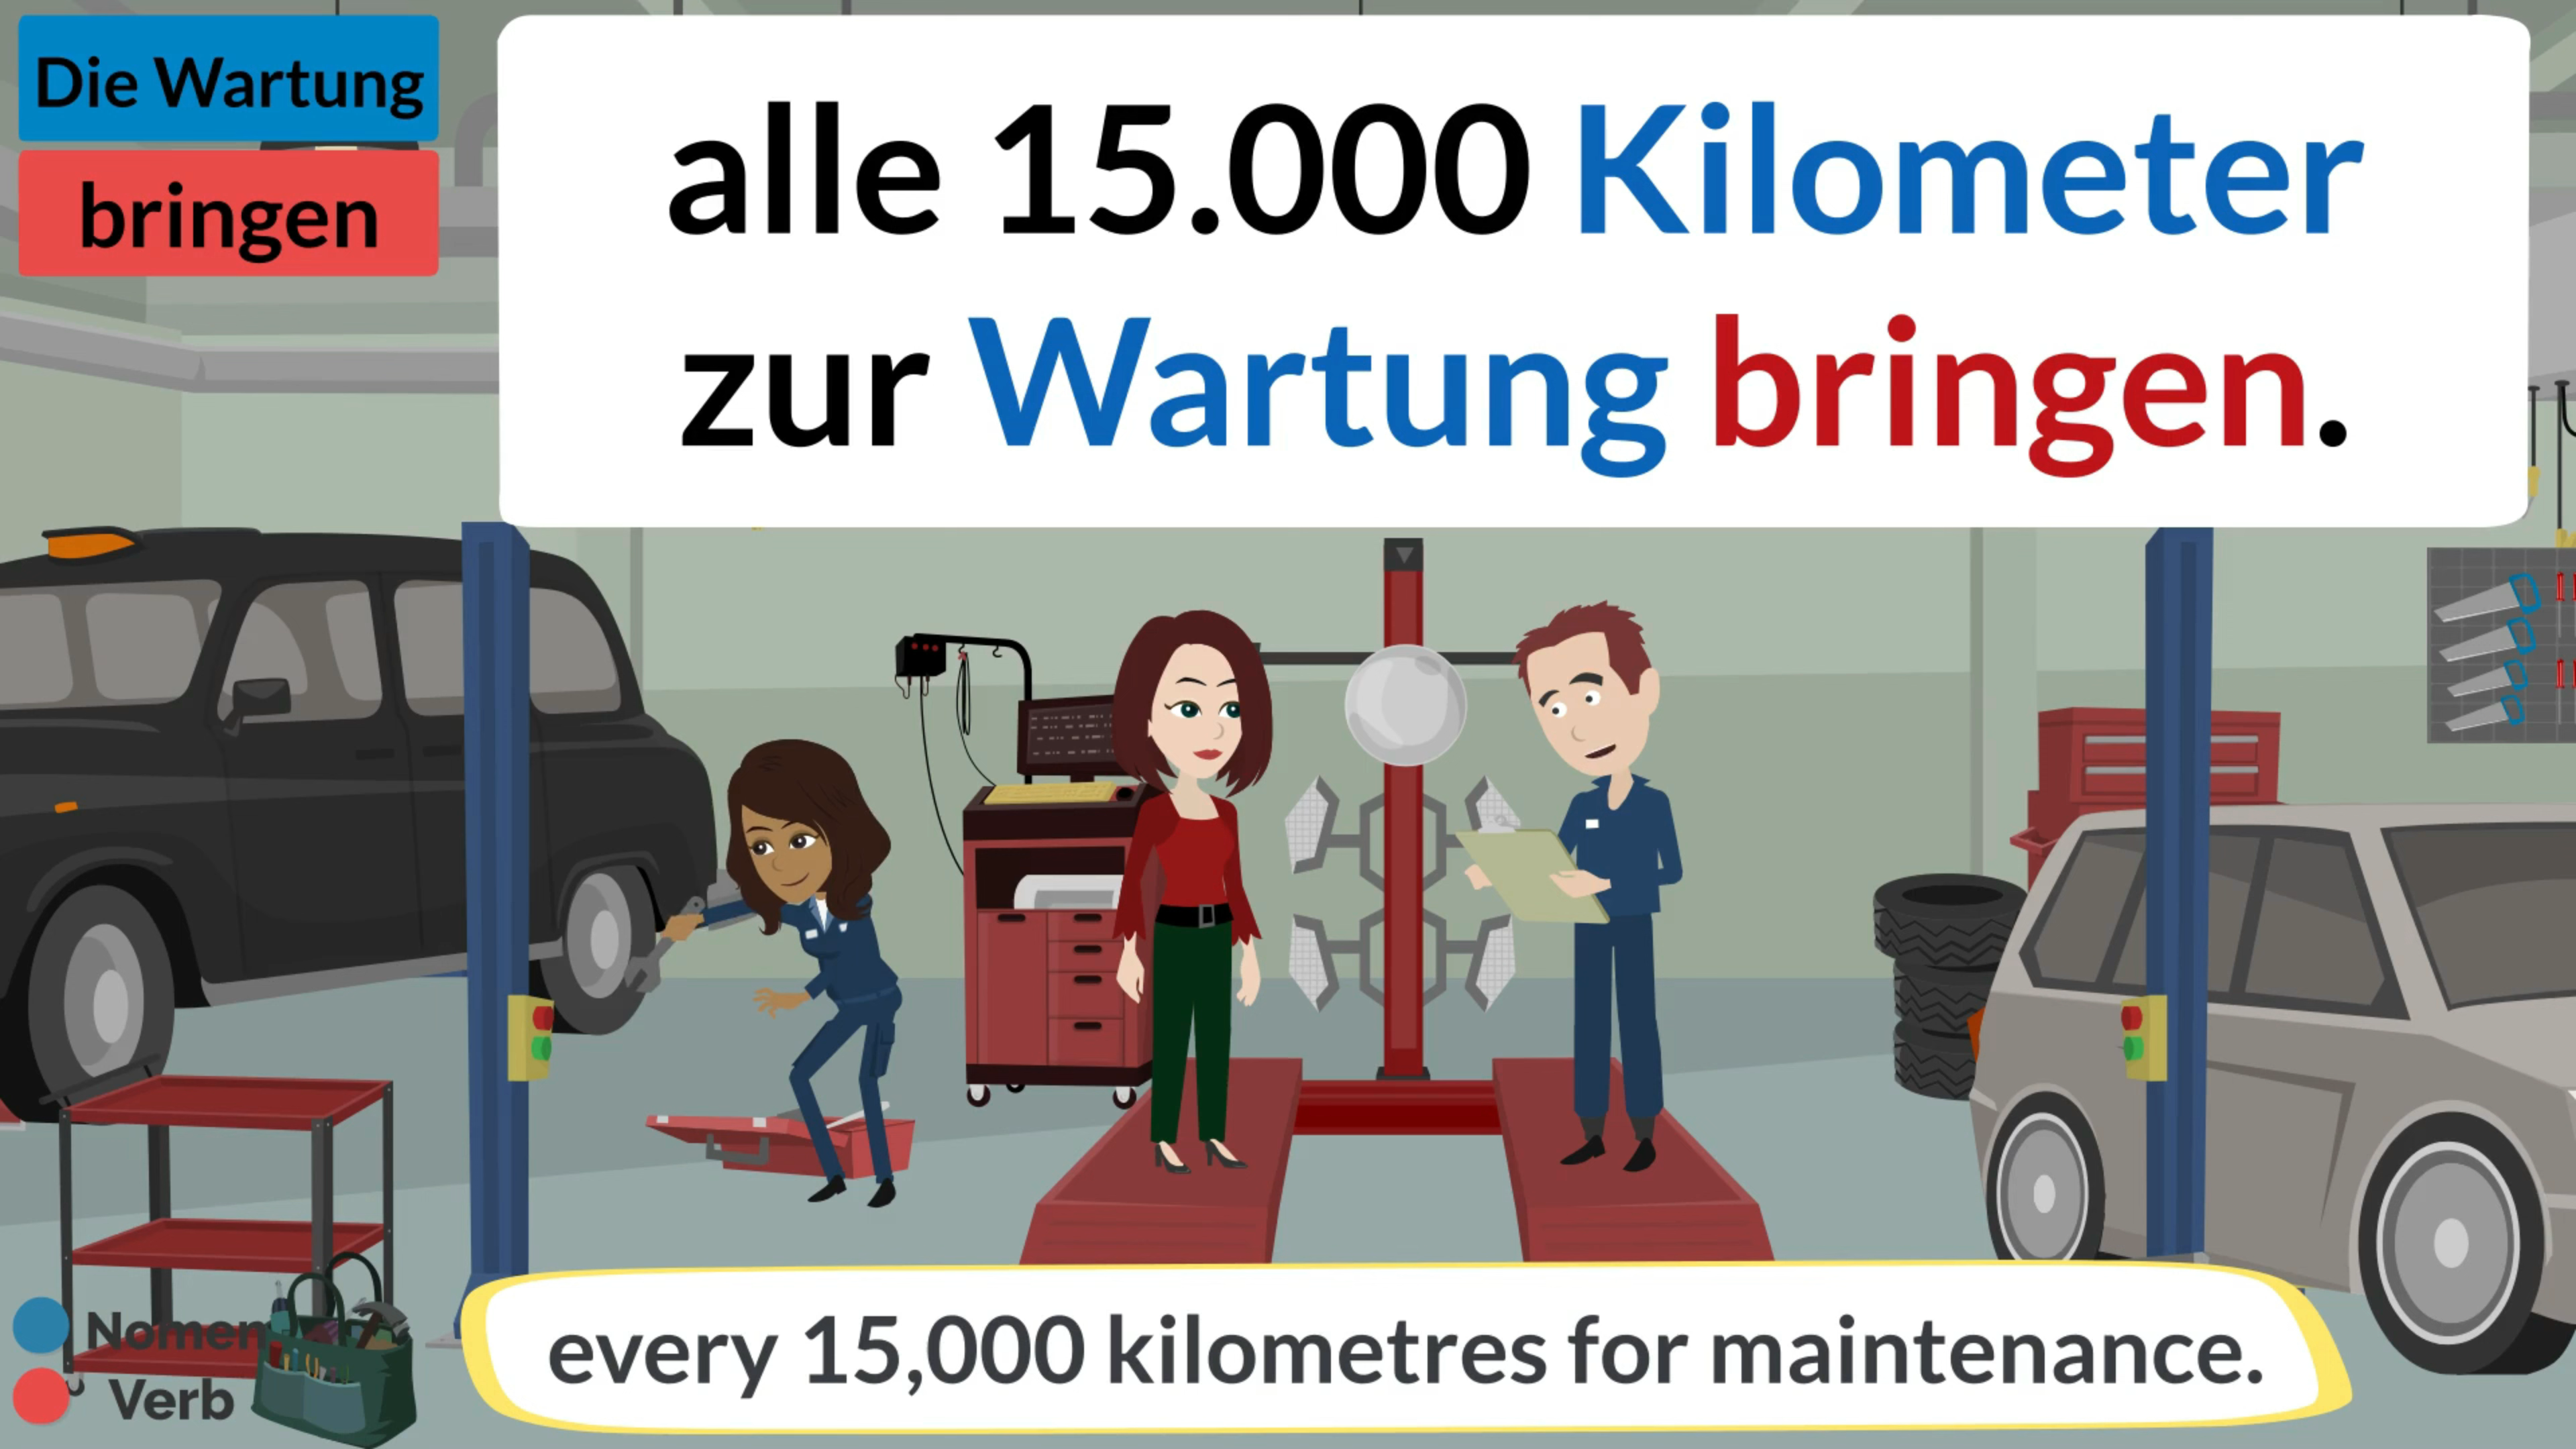 Die Wartung
bringen
alle 15.000 Kilometer
zur Wartung bringen.
every 15,000 kilometres for maintenance.
Nomen
Verb